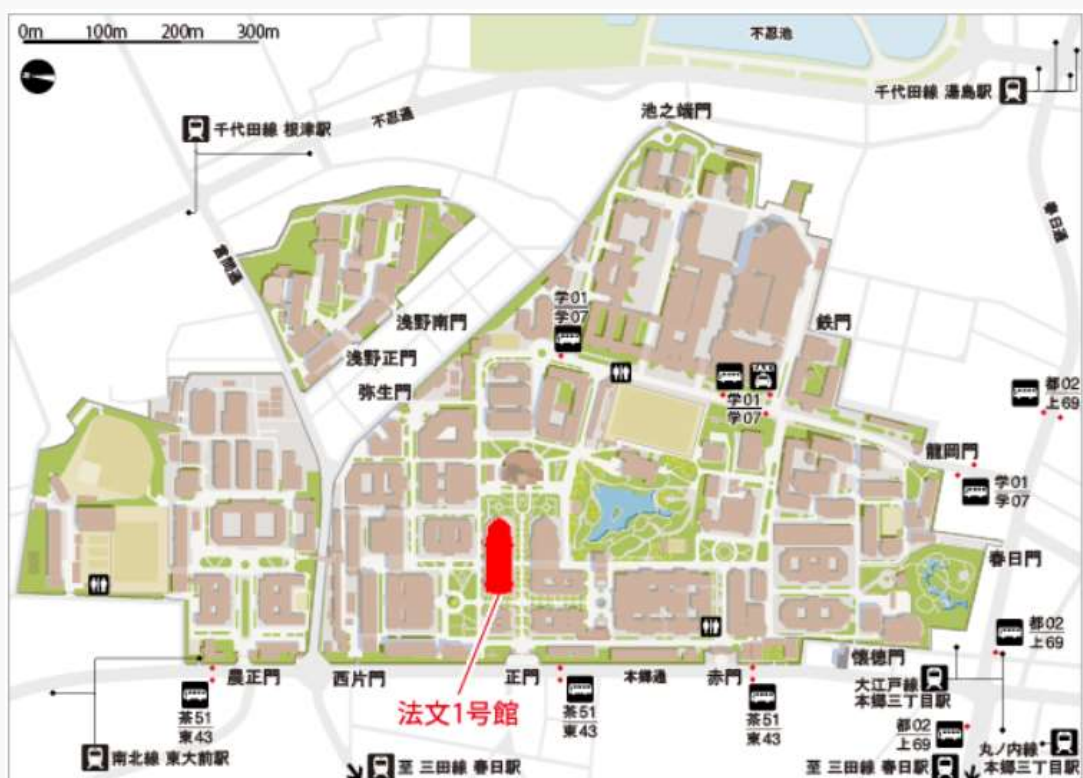 0m 100m 200m 300m
不忍池
千代田線 湯島駅
千代田線 根津駅
不忍通
池之端門
春日通
言問通
学01
学07
浅野南門
鉄門
浅野正門
TAXI
都02
上69
弥生門
学01
学07
龍岡門
学01
学07
春日門
都02
上69
農正門
西片門
正門
本郷通
赤門
懐徳門
大江戸線
本郷三丁目駅
法文1号館
茶51
東43
茶51
東43
茶51
東43
都02
上69
南北線 東大前駅
至 三田線 春日駅
至 三田線 春日駅
丸ノ内線
本郷三丁目駅